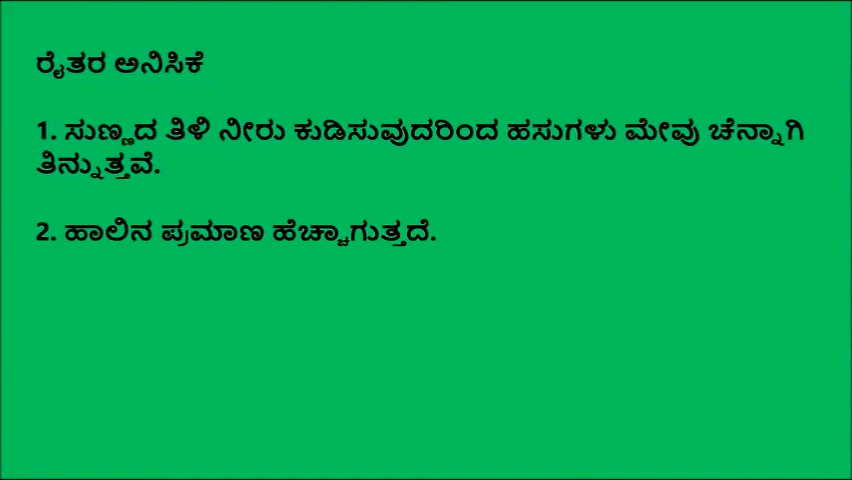 ರೈತರ ಅನಿಸಿಕೆ
1. ಸುಣ್ಣದ ತಿಳಿ ನೀರು ಕುಡಿಸುವುದರಿಂದ ಹಸುಗಳು ಮೇವು ಚೆನ್ನಾಗಿ
ತಿನ್ನುತ್ತವೆ.
2. ಹಾಲಿನ ಪ್ರಮಾಣ ಹೆಚ್ಚಾಗುತ್ತದೆ.